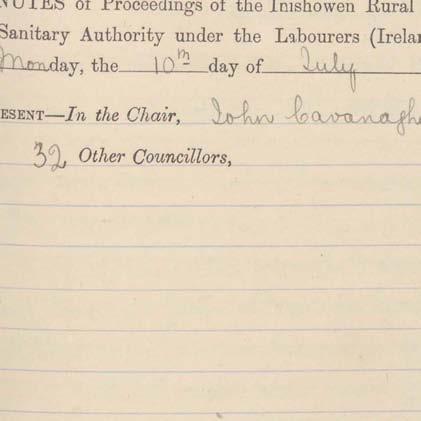 NUTES of Proceedings of the Inishowen Rural
Sanitary Authority under the Labourers (Irelan
Monday, the 10th day of July
ESENT—In the Chair, John Cavanagh
32 Other Councillors,